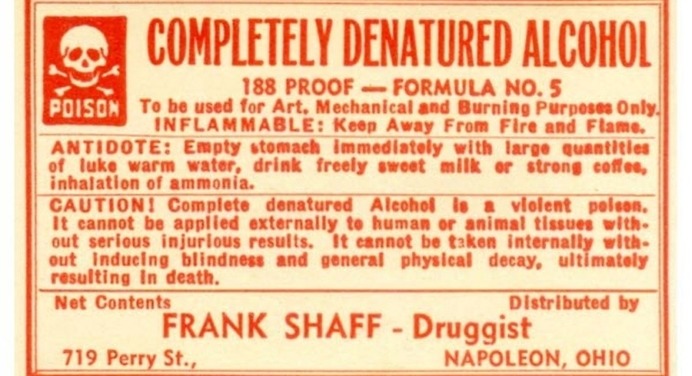 COMPLETELY DENATURED ALCOHOL
POISON
188 PROOF — FORMULA NO. 5
To be used for Art, Mechanical and Burning Purposes Only.
INFLAMMABLE: Keep Away From Fire and Flame.
ANTIDOTE: Empty stomach immediately with large quantities
of luke warm water, drink freely sweet milk or strong coffee,
inhalation of ammonia.
CAUTION! Complete denatured Alcohol is a violent poison.
It cannot be applied externally to human or animal tissues with-
out serious injurious results. It cannot be taken internally with-
out inducing blindness and general physical decay, ultimately
resulting in death.
Net Contents Distributed by
FRANK SHAFF - Druggist
719 Perry St., NAPOLEON, OHIO